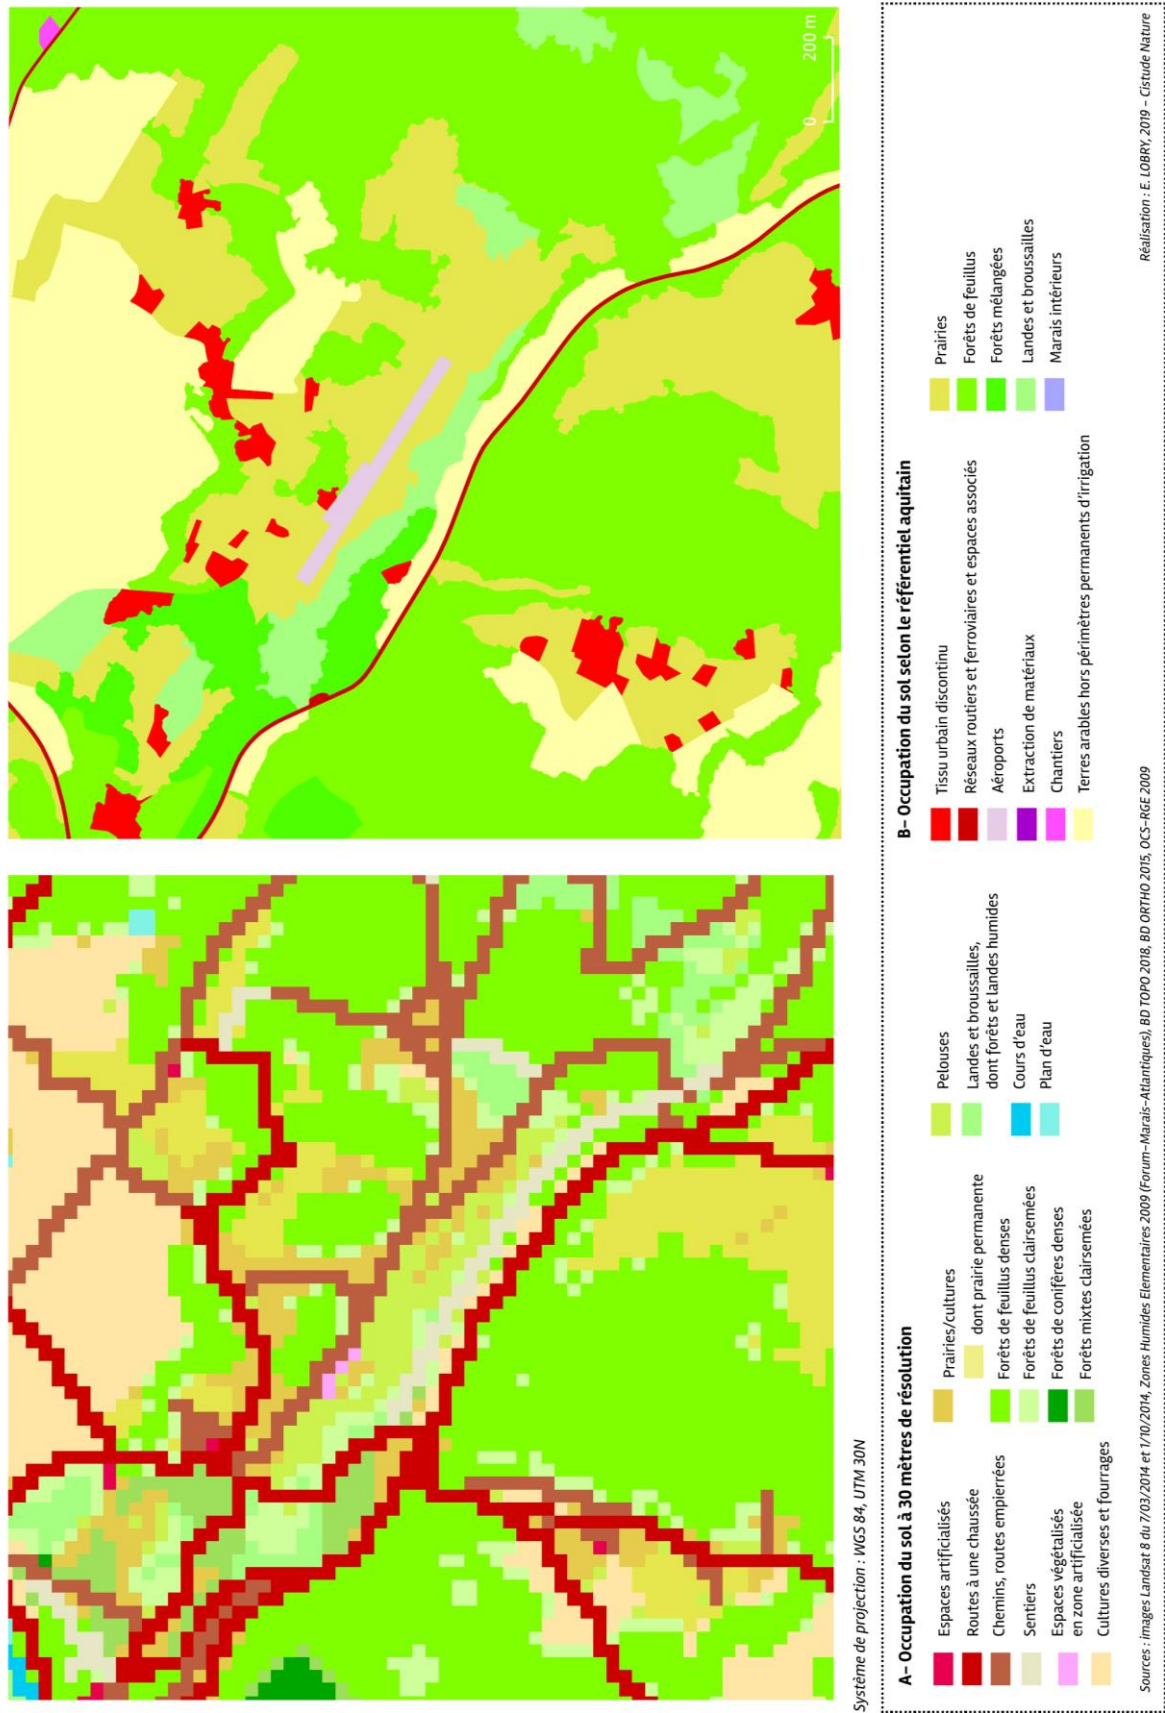 0 200 m
Système de projection : WGS 84, UTM 30N
A– Occupation du sol à 30 mètres de résolution
Espaces artificialisés
Routes à une chaussée
Chemins, routes empierrées
Sentiers
Espaces végétalisés
en zone artificialisée
Cultures diverses et fourrages
Prairies/cultures
dont prairie permanente
Forêts de feuillus denses
Forêts de feuillus clairsemées
Forêts de conifères denses
Forêts mixtes clairsemées
Pelouses
Landes et broussailles,
dont forêts et landes humides
Cours d'eau
Plan d'eau
B– Occupation du sol selon le référentiel aquitain
Tissu urbain discontinu
Réseaux routiers et ferroviaires et espaces associés
Aéroports
Extraction de matériaux
Chantiers
Terres arables hors périmètres permanents d'irrigation
Prairies
Forêts de feuillus
Forêts mélangées
Landes et broussailles
Marais intérieurs
Sources : images Landsat 8 du 7/03/2014 et 1/10/2014, Zones Humides Elementaires 2009 (Forum–Marais–Atlantiques), BD TOPO 2018, BD ORTHO 2015, OCS–RGE 2009
Réalisation : E. LOBRY, 2019 – Cistude Nature